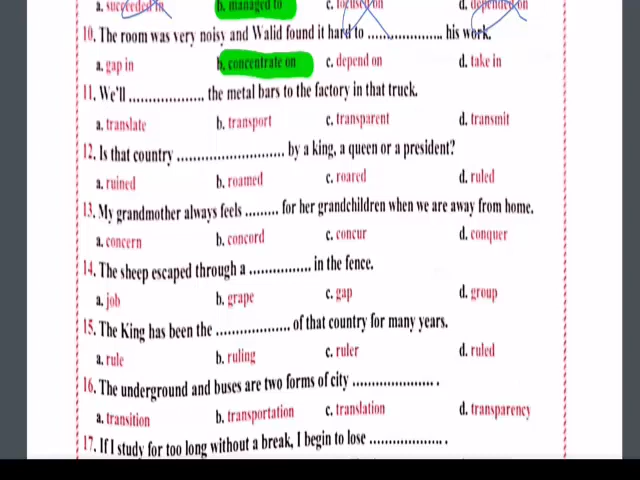 a. succeeded in b. managed to c. focused on d. depended on
10. The room was very noisy and Walid found it hard to .................... his work.
a. gap in b. concentrate on c. depend on d. take in
11. We'll .................... the metal bars to the factory in that truck.
a. translate b. transport c. transparent d. transmit
12. Is that country ............................ by a king, a queen or a president?
a. ruined b. roamed c. roared d. ruled
13. My grandmother always feels ......... for her grandchildren when we are away from home.
a. concern b. concord c. concur d. conquer
14. The sheep escaped through a ................ in the fence.
a. job b. grape c. gap d. group
15. The King has been the .................... of that country for many years.
a. rule b. ruling c. ruler d. ruled
16. The underground and buses are two forms of city ..................... .
a. transition b. transportation c. translation d. transparency
17. If I study for too long without a break, I begin to lose .................... .